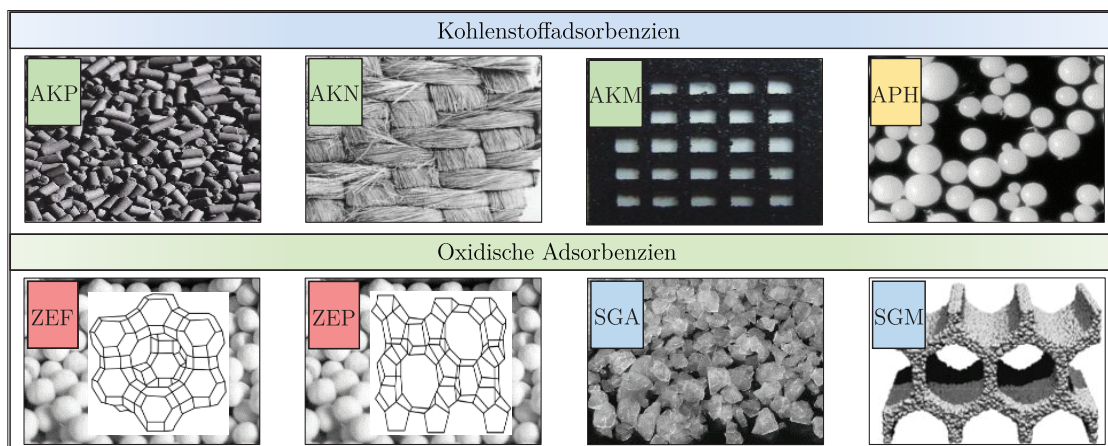 Kohlenstoffadsorbenzien
AKP
AKN
AKM
APH
Oxidische Adsorbenzien
ZEF
ZEP
SGA
SGM